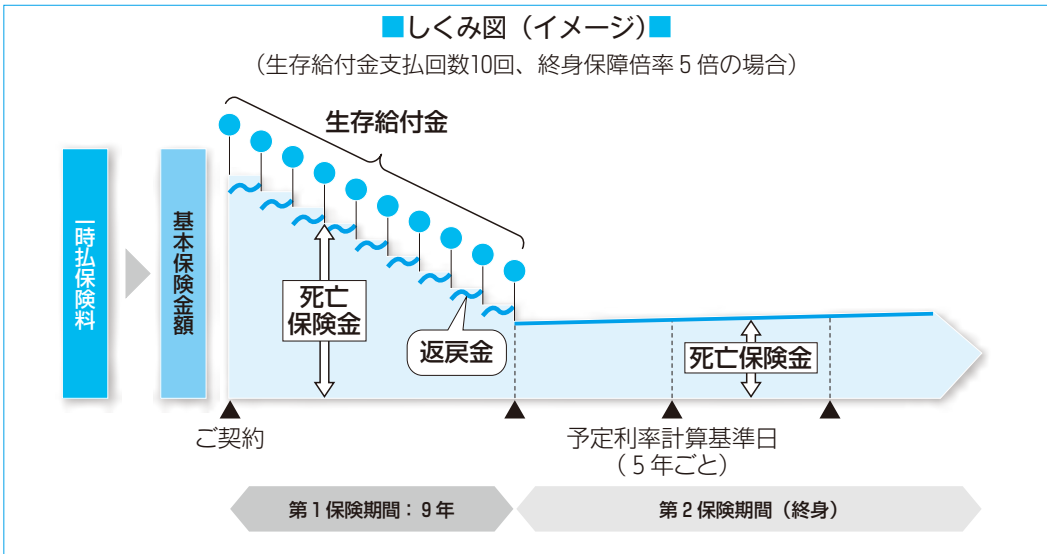 ■しくみ図（イメージ）■
（生存給付金支払回数10回、終身保障倍率５倍の場合）
生存給付金
一時払保険料
基本保険金額
死亡
保険金
返戻金
死亡保険金
ご契約
予定利率計算基準日
（５年ごと）
第１保険期間：９年
第２保険期間（終身）